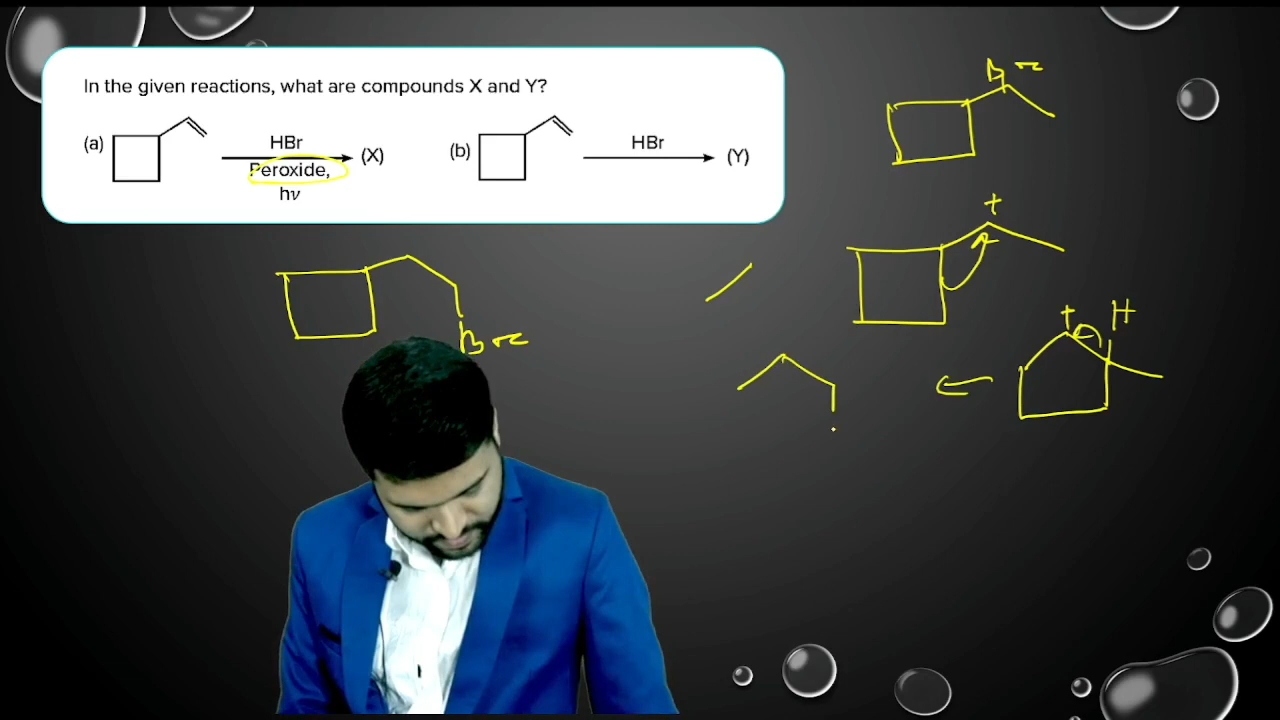 In the given reactions, what are compounds X and Y?
(a)
HBr
Peroxide,
hν
(X)
(b)
HBr
(Y)
Br
+
Br
+
H